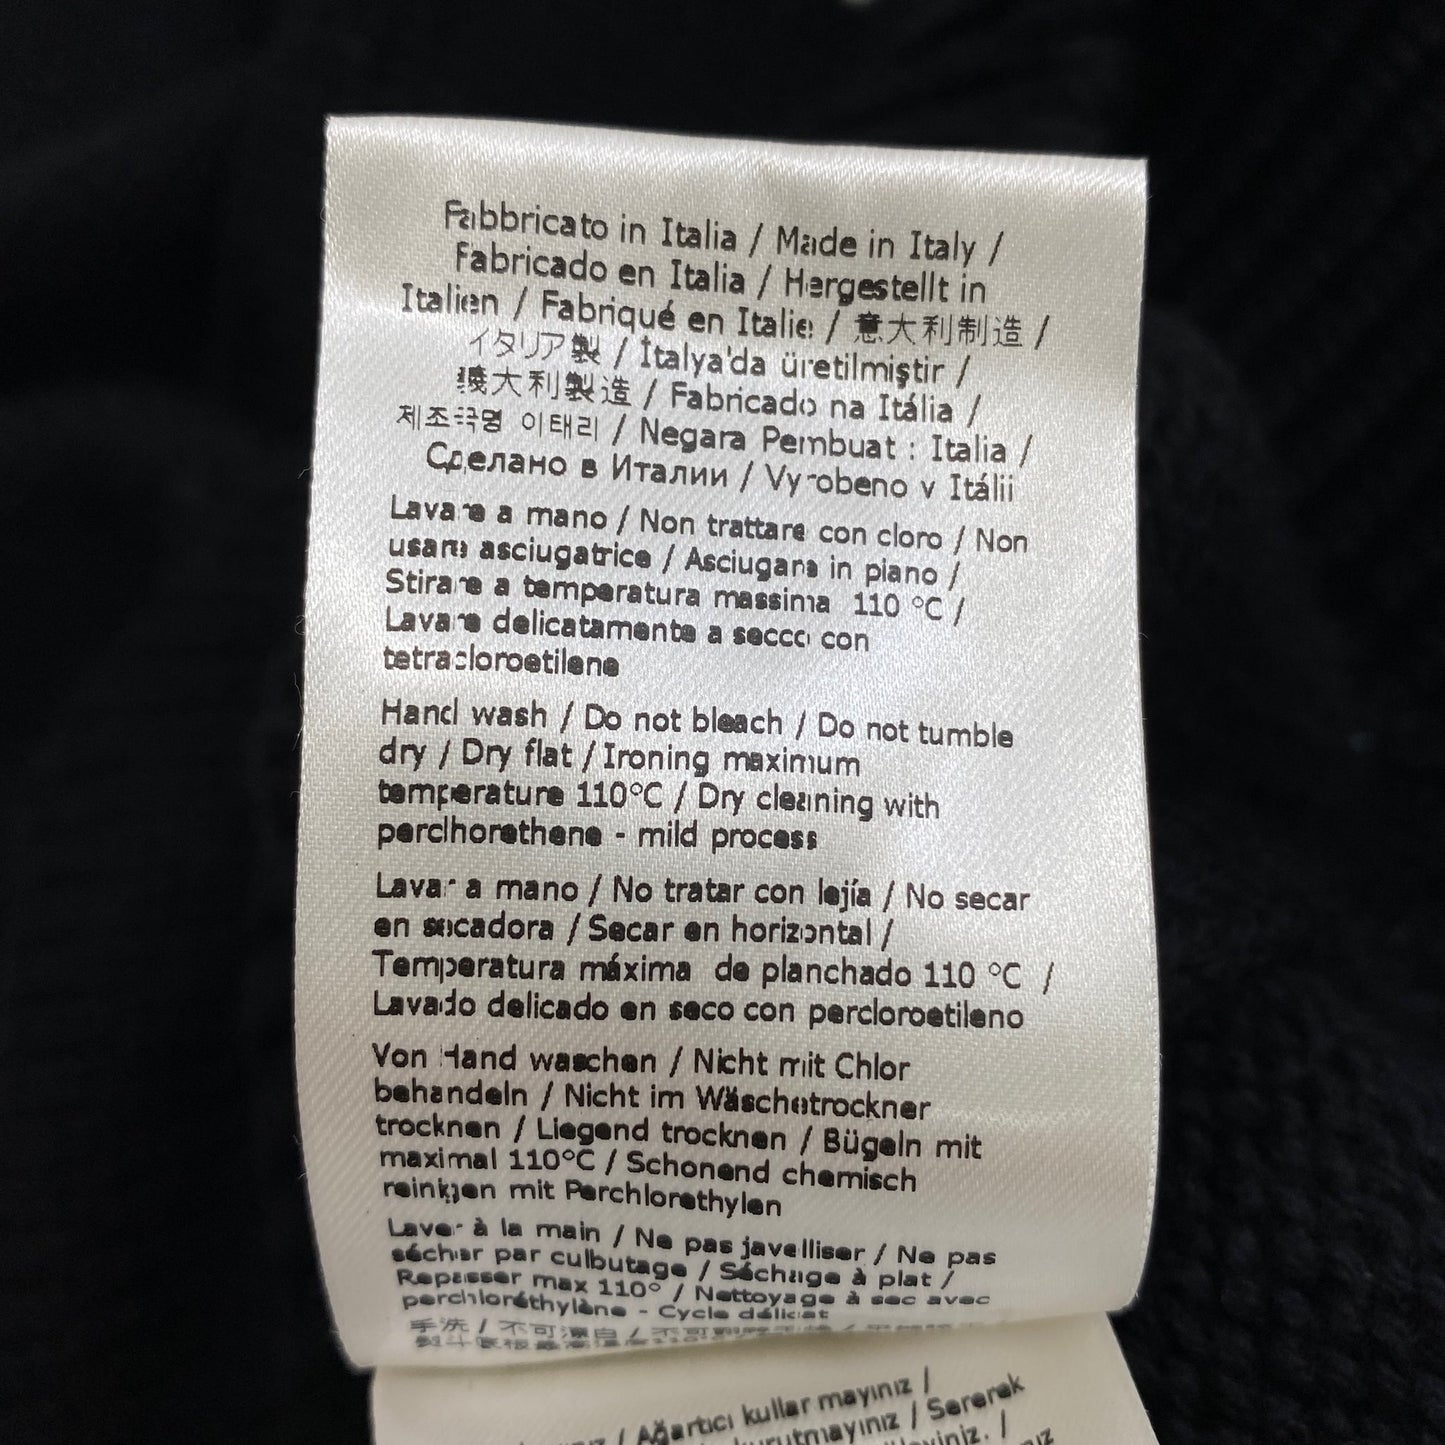 Fabbricato in Italia / Made in Italy /
Fabricado en Italia / Hergestellt in
Italien / Fabriqué en Italie / 意大利制造 /
イタリア製 / İtalya'da üretilmiştir /
義大利製造 / Fabricado na Itália /
제조국명 이태리 / Negara Pembuat : Italia /
Сделано в Италии / Vyrobeno v Itálii
Lavare a mano / Non trattare con cloro / Non
usare asciugatrice / Asciugare in piano /
Stirare a temperatura massima 110 °C /
Lavare delicatamente a secco con
tetracloroetilene
Hand wash / Do not bleach / Do not tumble
dry / Dry flat / Ironing maximum
temperature 110°C / Dry cleaning with
perclhorethene - mild process
Lavar a mano / No tratar con lejía / No secar
en secadora / Secar en horizontal /
Temperatura máxima de planchado 110 °C /
Lavado delicado en seco con percloroetileno
Von Hand waschen / Nicht mit Chlor
behandeln / Nicht im Wäschetrockner
trocknen / Liegend trocknen / Bügeln mit
maximal 110°C / Schonend chemisch
reinigen mit Perchlorethylen
Laver à la main / Ne pas javelliser / Ne pas
sécher par culbutage / Séchage à plat /
Repasser max 110° / Nettoyage à sec avec
perchloréthylène - Cycle délicat
手洗 / 不可漂白 /
/ Ağartıcı kullar mayınız /
kurutmayınız / Sererek